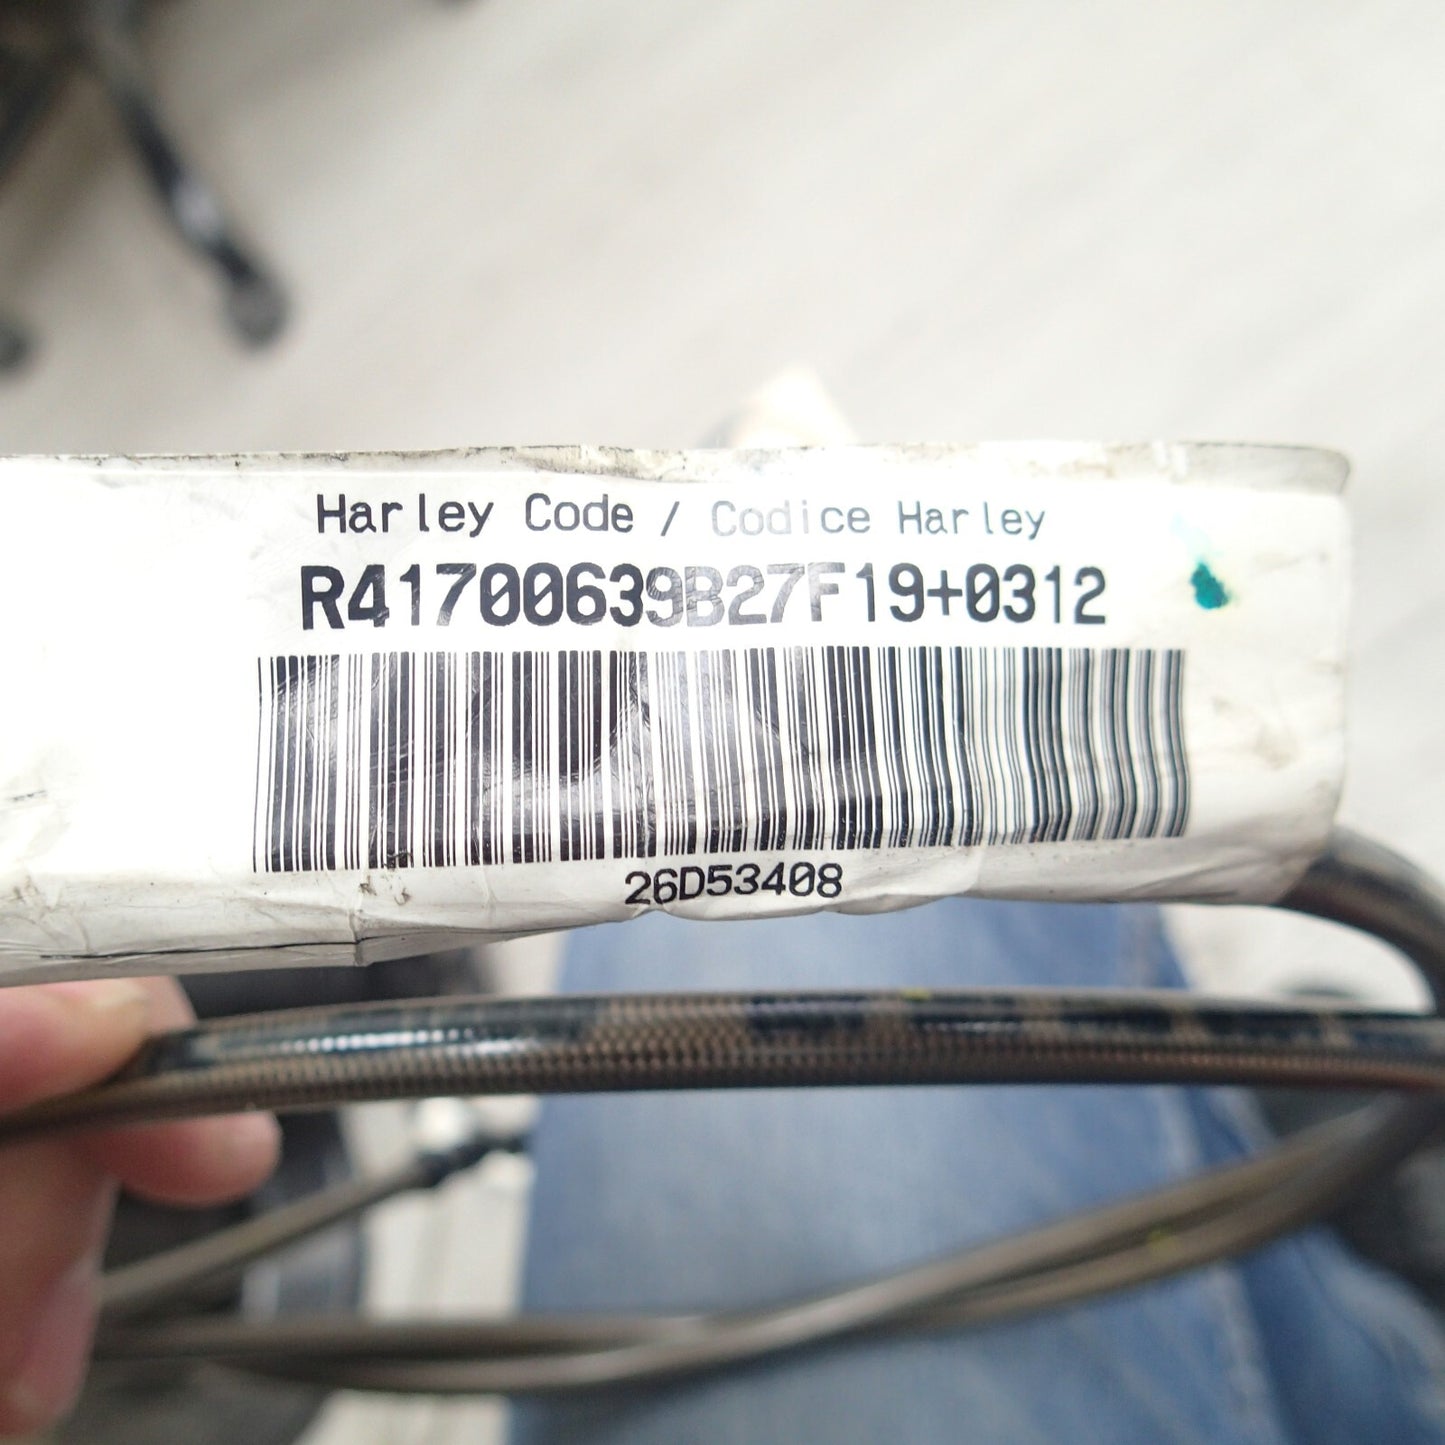 Harley Code / Codice Harley
R41700639B27F19+0312
26D53408